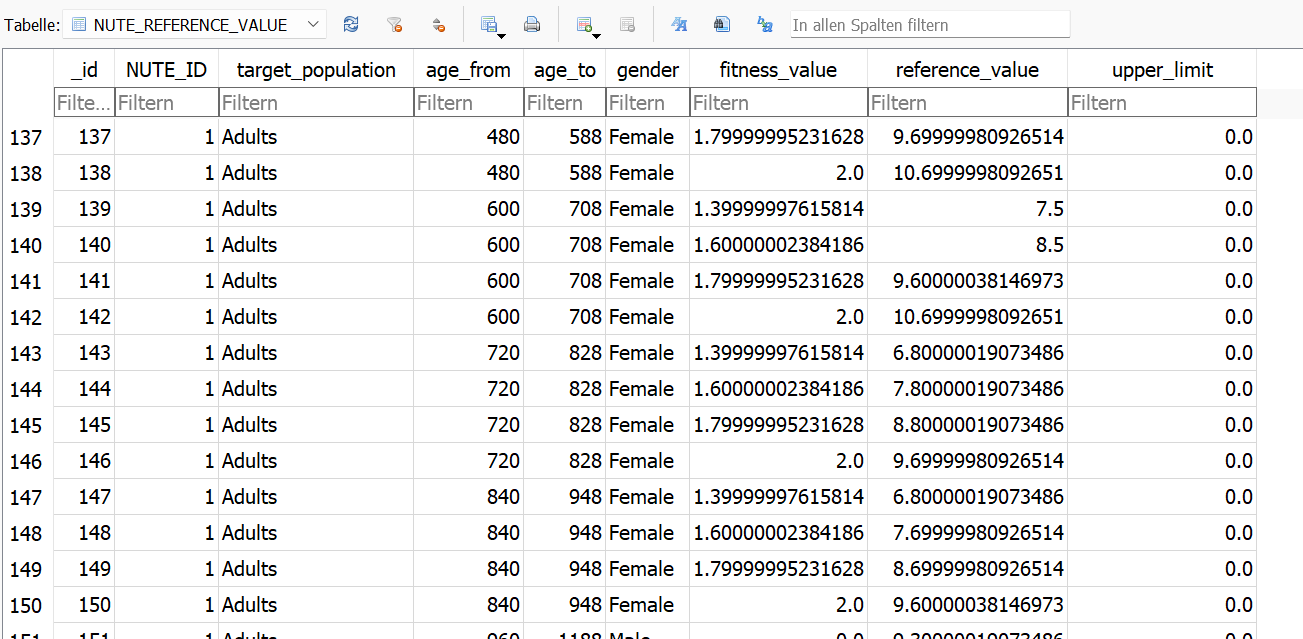 Tabelle: NUTE_REFERENCE_VALUE In allen Spalten filtern
_id NUTE_ID target_population age_from age_to gender fitness_value reference_value upper_limit
Filte... Filtern Filtern Filtern Filtern Filtern Filtern Filtern Filtern
137 137 1 Adults 480 588 Female 1.79999995231628 9.69999980926514 0.0
138 138 1 Adults 480 588 Female 2.0 10.6999998092651 0.0
139 139 1 Adults 600 708 Female 1.39999997615814 7.5 0.0
140 140 1 Adults 600 708 Female 1.60000002384186 8.5 0.0
141 141 1 Adults 600 708 Female 1.79999995231628 9.60000038146973 0.0
142 142 1 Adults 600 708 Female 2.0 10.6999998092651 0.0
143 143 1 Adults 720 828 Female 1.39999997615814 6.80000019073486 0.0
144 144 1 Adults 720 828 Female 1.60000002384186 7.80000019073486 0.0
145 145 1 Adults 720 828 Female 1.79999995231628 8.80000019073486 0.0
146 146 1 Adults 720 828 Female 2.0 9.69999980926514 0.0
147 147 1 Adults 840 948 Female 1.39999997615814 6.80000019073486 0.0
148 148 1 Adults 840 948 Female 1.60000002384186 7.69999980926514 0.0
149 149 1 Adults 840 948 Female 1.79999995231628 8.69999980926514 0.0
150 150 1 Adults 840 948 Female 2.0 9.60000038146973 0.0
151 151 1 Adults 960 1188 Male 0.0